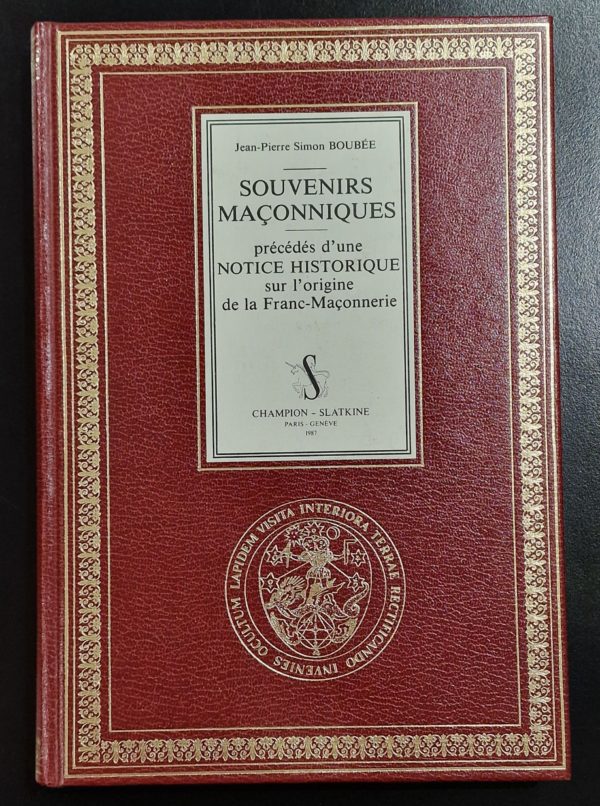 Jean-Pierre Simon BOUBÉE
SOUVENIRS
MAÇONNIQUES
précédés d'une
NOTICE HISTORIQUE
sur l'origine
de la Franc-Maçonnerie
S
CHAMPION - SLATKINE
PARIS - GENÈVE
1987
VISITA INTERIORA TERRAE RECTIFICANDO INVENIES OCULTUM LAPIDEM